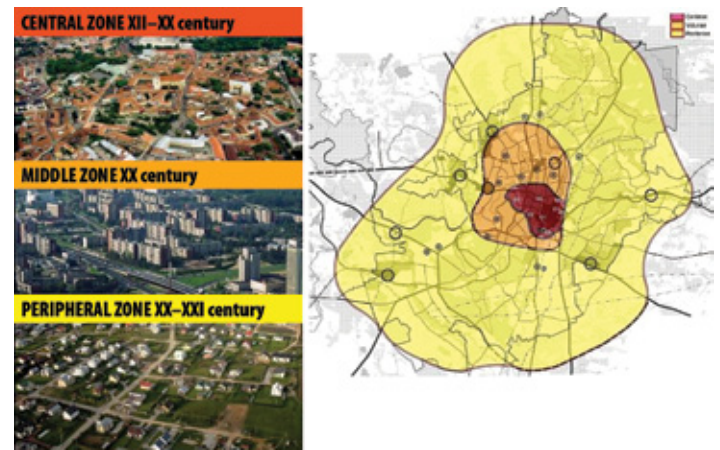 CENTRAL ZONE XII–XX century
MIDDLE ZONE XX century
PERIPHERAL ZONE XX–XXI century